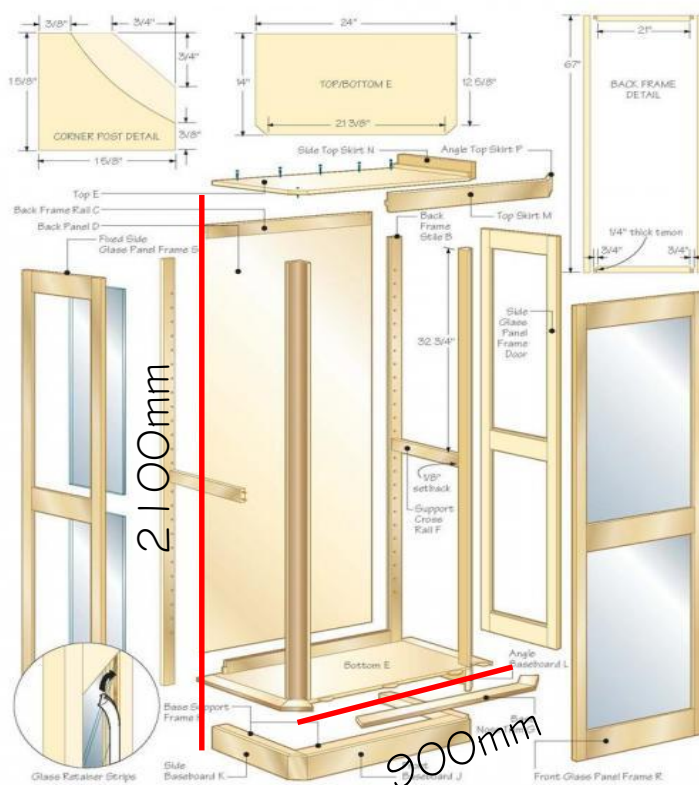 3/8"
3/4"
1 5/8"
3/4"
3/8"
CORNER POST DETAIL
1 5/8"
24"
14"
TOP/BOTTOM E
12 5/8"
21 3/8"
21"
67"
BACK FRAME
DETAIL
1/4" thick tenon
3/4"
3/4"
Side Top Skirt N
Angle Top Skirt P
Top E
Back Frame Rail C
Back Panel D
Fixed Side
Glass Panel Frame S
Back
Frame
Stile B
Top Skirt M
32 3/4"
Side
Glass
Panel
Frame
Door
2100mm
1/8"
setback
Support
Cross
Rail F
Bottom E
Angle
Baseboard L
Base Support
Frame
900mm
Glass Retainer Strips
Side
Baseboard K
Baseboard J
Front Glass Panel Frame R